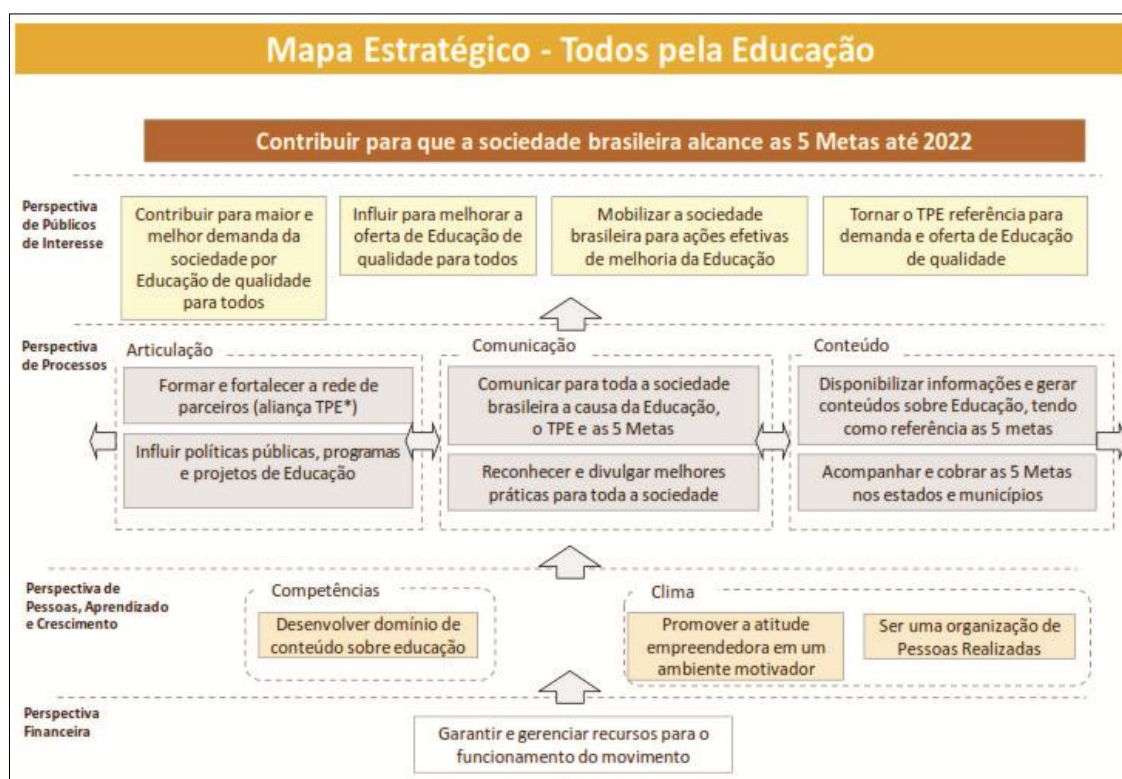 Mapa Estratégico - Todos pela Educação
Contribuir para que a sociedade brasileira alcance as 5 Metas até 2022
Perspectiva
de Públicos
de Interesse
Contribuir para maior e
melhor demanda da
sociedade por
Educação de qualidade
para todos
Influir para melhorar a
oferta de Educação de
qualidade para todos
Mobilizar a sociedade
brasileira para ações efetivas
de melhoria da Educação
Tornar o TPE referência para
demanda e oferta de Educação
de qualidade
Perspectiva
de Processos
Articulação
Formar e fortalecer a rede de
parceiros (aliança TPE*)
Influir políticas públicas, programas
e projetos de Educação
Comunicação
Comunicar para toda a sociedade
brasileira a causa da Educação,
o TPE e as 5 Metas
Reconhecer e divulgar melhores
práticas para toda a sociedade
Conteúdo
Disponibilizar informações e gerar
conteúdos sobre Educação, tendo
como referência as 5 metas
Acompanhar e cobrar as 5 Metas
nos estados e municípios
Perspectiva de
Pessoas, Aprendizado
e Crescimento
Competências
Desenvolver domínio de
conteúdo sobre educação
Clima
Promover a atitude
empreendedora em um
ambiente motivador
Ser uma organização de
Pessoas Realizadas
Perspectiva
Financeira
Garantir e gerenciar recursos para o
funcionamento do movimento